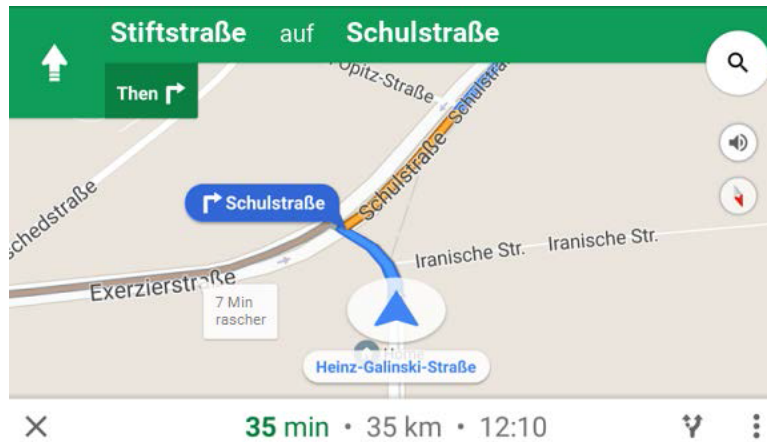 Stiftstraße auf Schulstraße
Then
Opitz-Straße
Schulstraße
Schulstraße
Schulstraße
Iranische Str.
Iranische Str.
Exerzierstraße
7 Min
rascher
Home
Heinz-Galinski-Straße
35 min • 35 km • 12:10